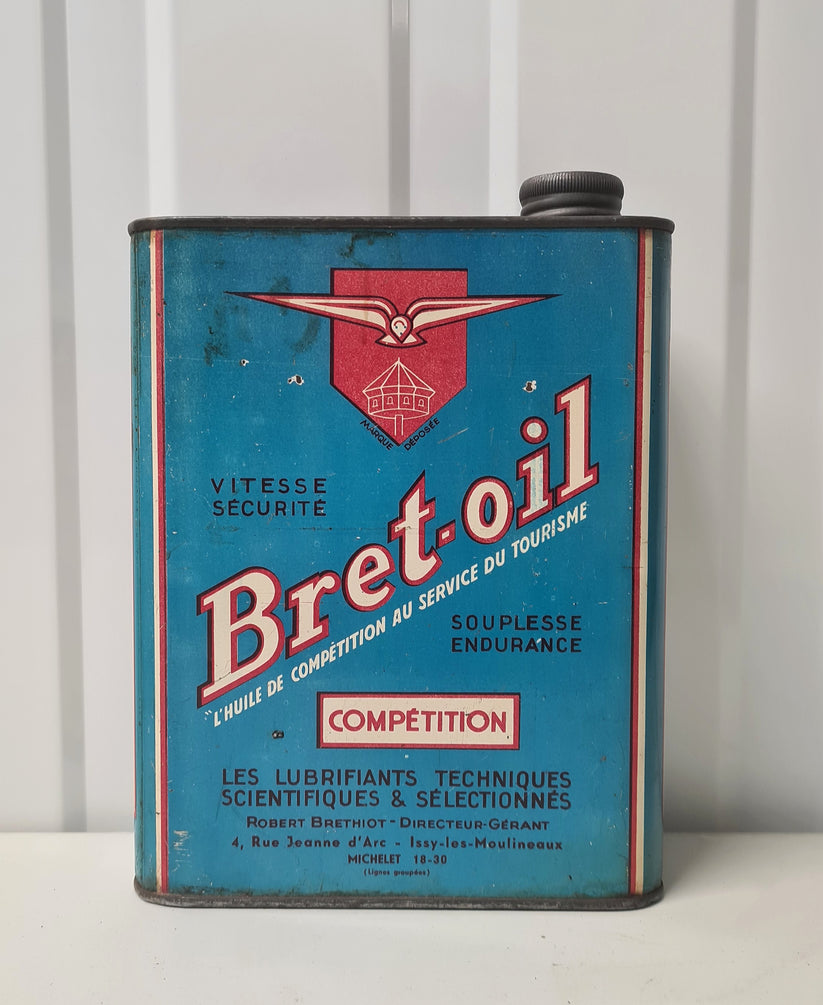 MARQUE DÉPOSÉE
VITESSE
SÉCURITÉ
Bret-oil
"L'HUILE DE COMPÉTITION AU SERVICE DU TOURISME
SOUPLESSE
ENDURANCE
COMPÉTITION
LES LUBRIFIANTS TECHNIQUES
SCIENTIFIQUES & SÉLECTIONNÉS
ROBERT BRETHIOT - DIRECTEUR-GÉRANT
4, Rue Jeanne d'Arc - Issy-les-Moulineaux
MICHELET 18-30
(Lignes groupées)